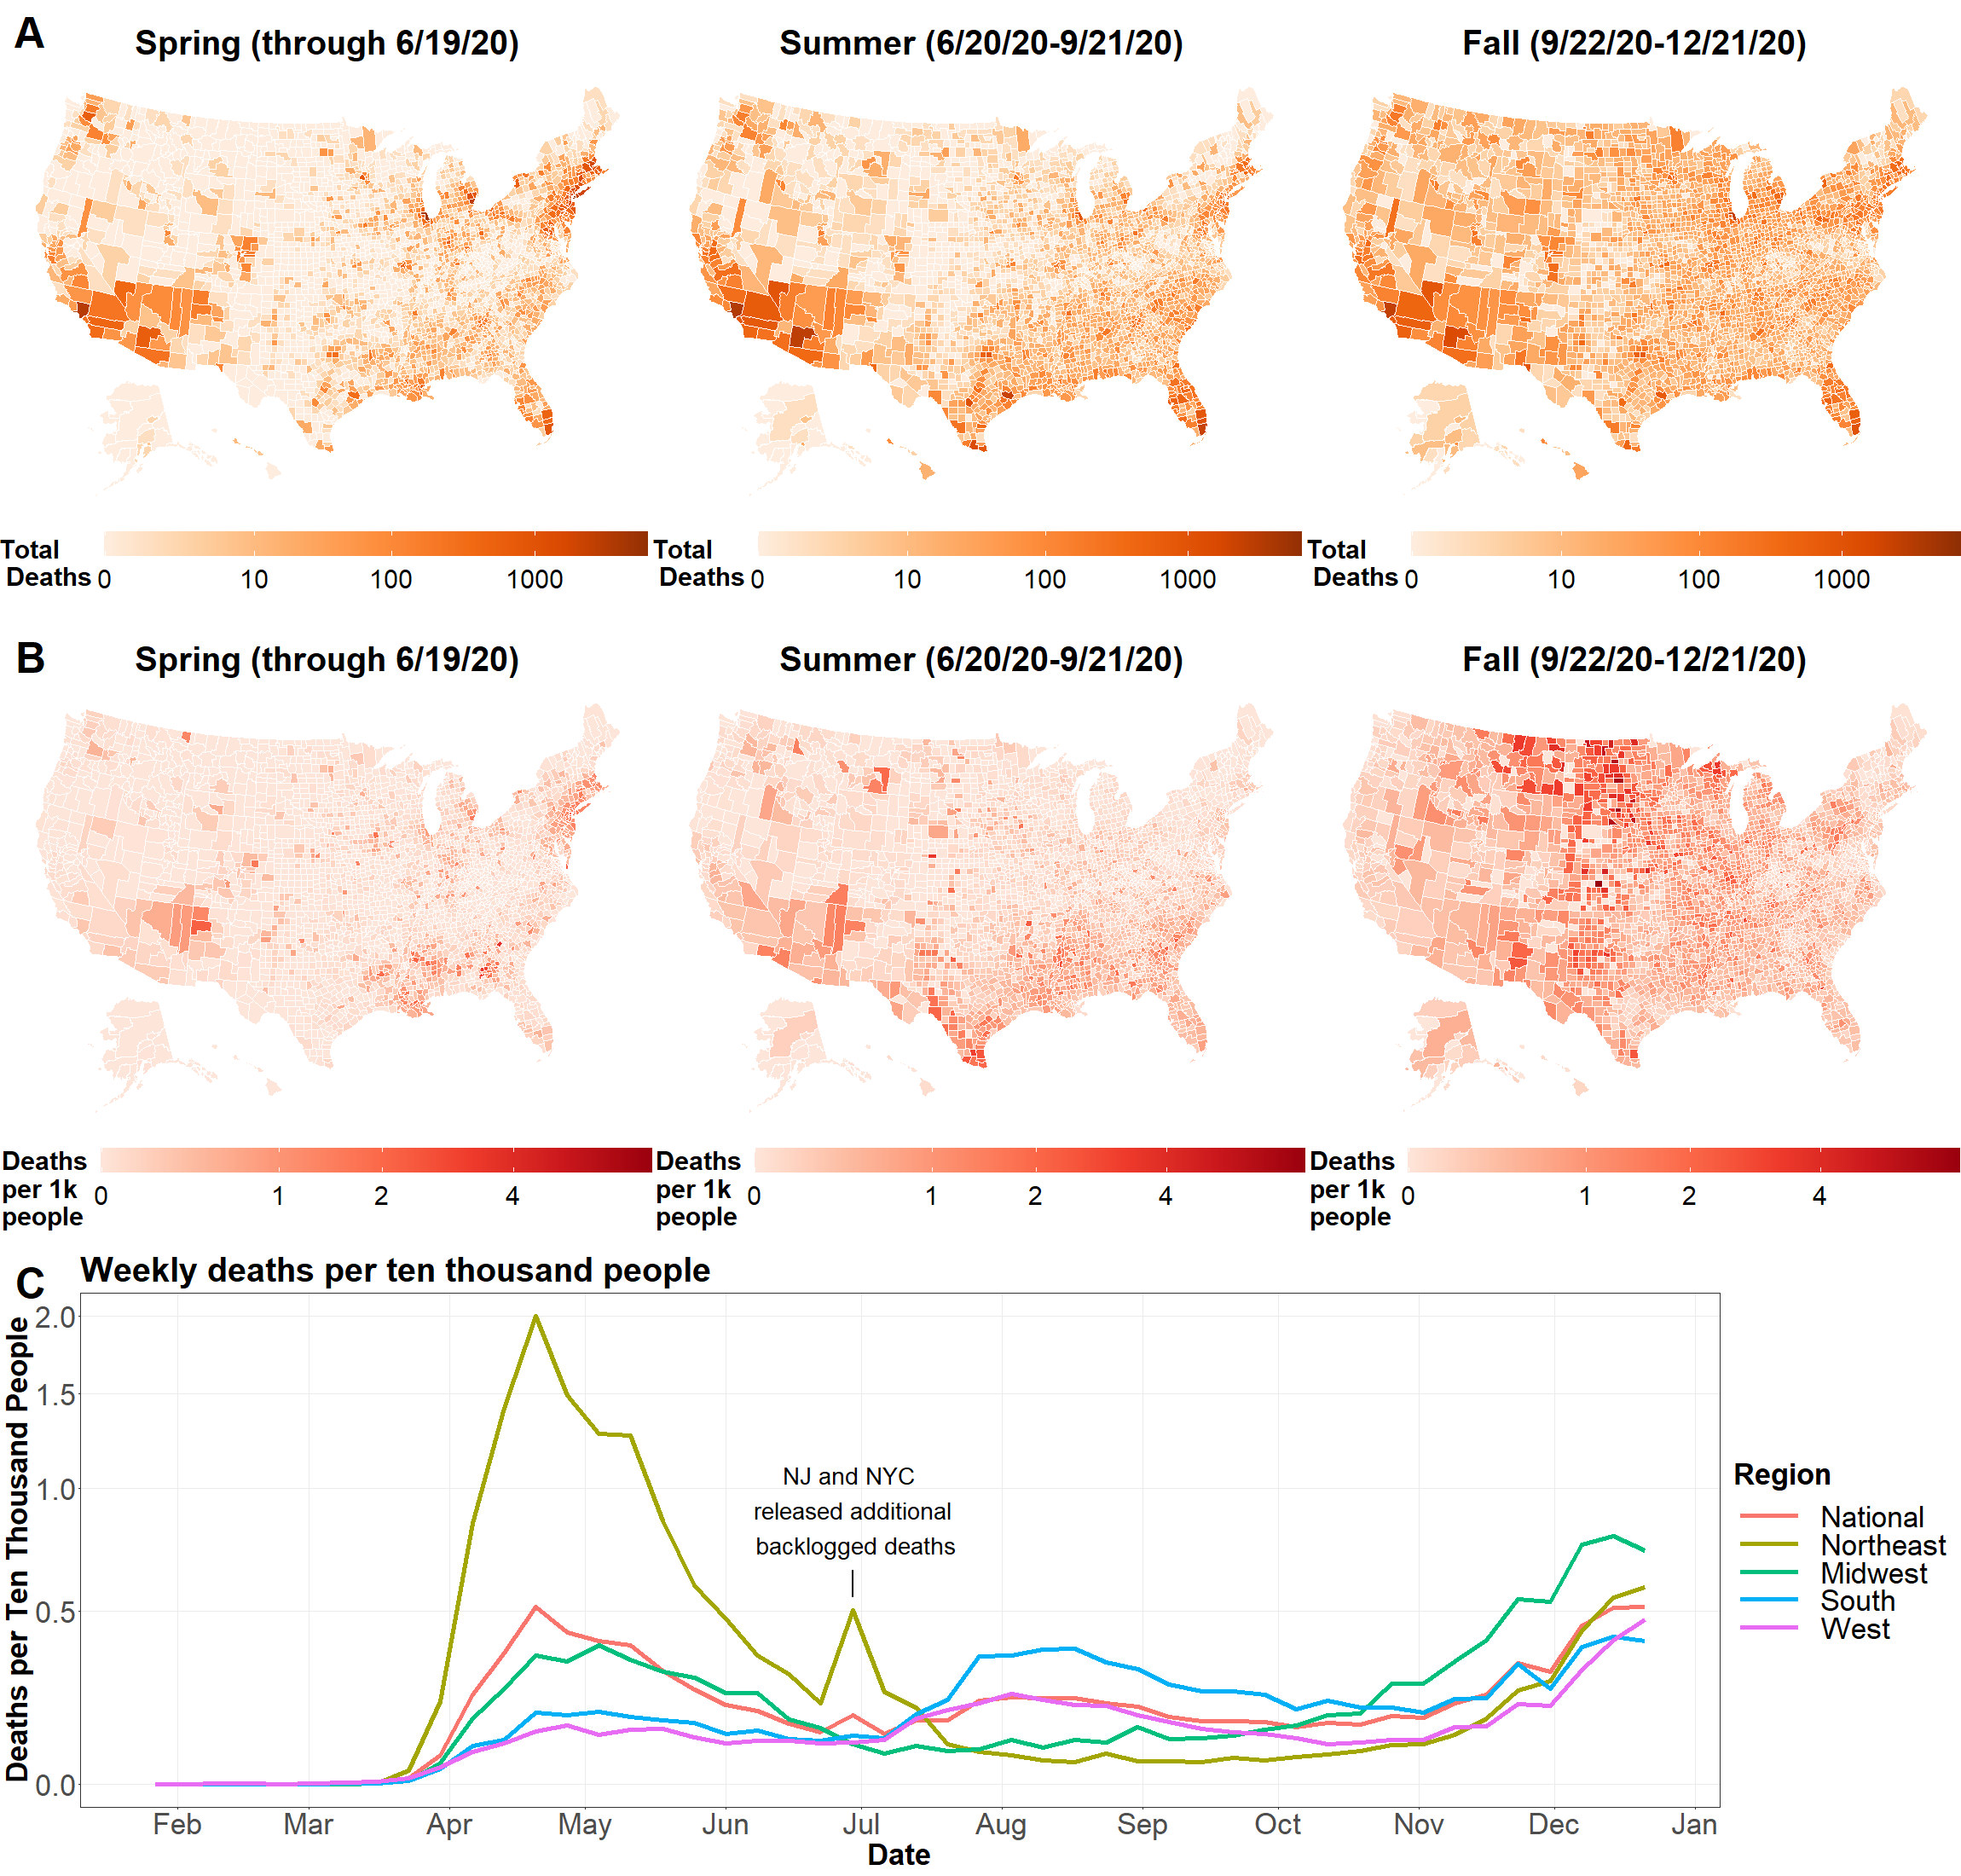 A
Spring (through 6/19/20)
Summer (6/20/20-9/21/20)
Fall (9/22/20-12/21/20)
Total
Deaths
0
10
100
1000
Total
Deaths
0
10
100
1000
Total
Deaths
0
10
100
1000
B
Spring (through 6/19/20)
Summer (6/20/20-9/21/20)
Fall (9/22/20-12/21/20)
Deaths
per 1k
people
0
1
2
4
Deaths
per 1k
people
0
1
2
4
Deaths
per 1k
people
0
1
2
4
C
Weekly deaths per ten thousand people
Deaths per Ten Thousand People
2.0
1.5
1.0
0.5
0.0
NJ and NYC
released additional
backlogged deaths
Feb
Mar
Apr
May
Jun
Jul
Aug
Sep
Oct
Nov
Dec
Jan
Date
Region
National
Northeast
Midwest
South
West